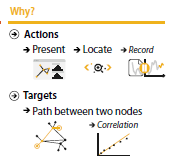 Why?
Actions
→ Present → Locate → Record
Targets
→ Path between two nodes
→ Correlation